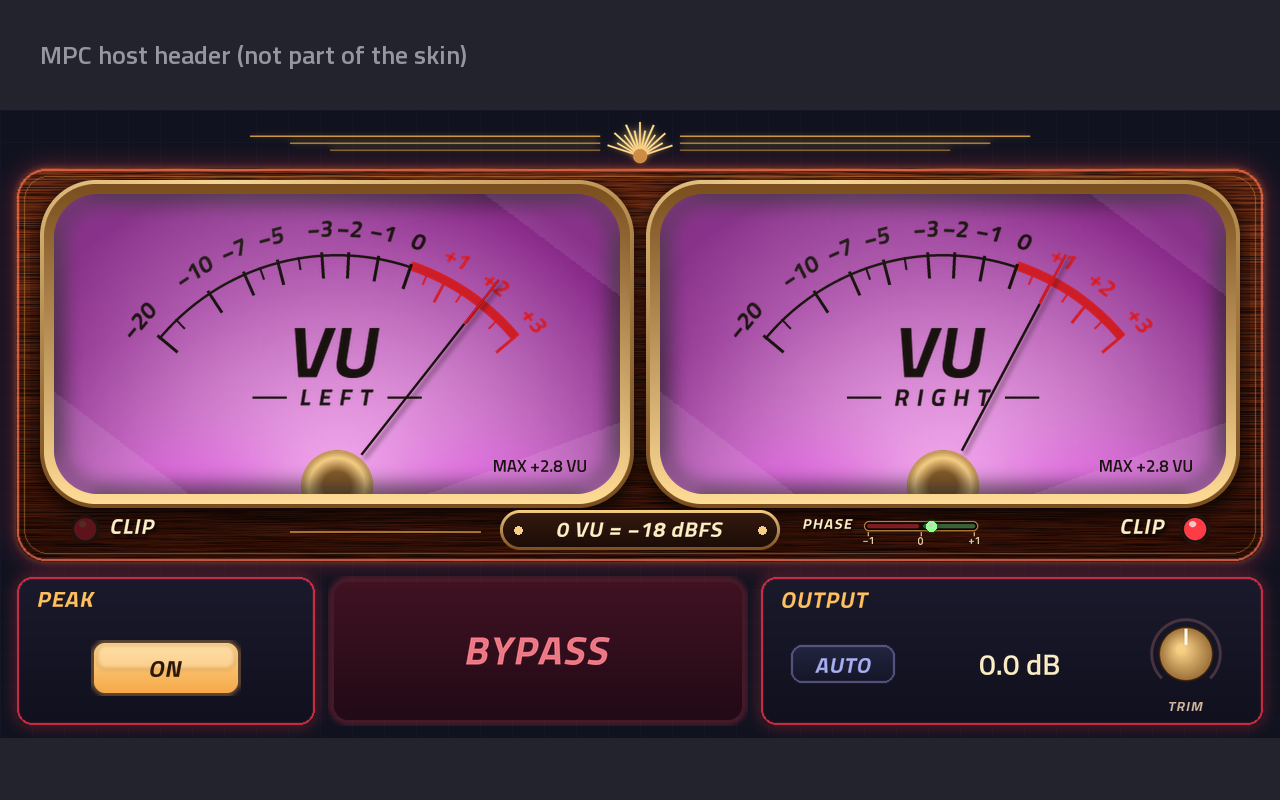 MPC host header (not part of the skin)
−20 −10 −7 −5 −3 −2 −1 0 +1 +2 +3
VU
LEFT
MAX +2.8 VU
−20 −10 −7 −5 −3 −2 −1 0 +1 +2 +3
VU
RIGHT
MAX +2.8 VU
CLIP
0 VU = −18 dBFS
PHASE
−1 0 +1
CLIP
PEAK
ON
BYPASS
OUTPUT
AUTO
0.0 dB
TRIM